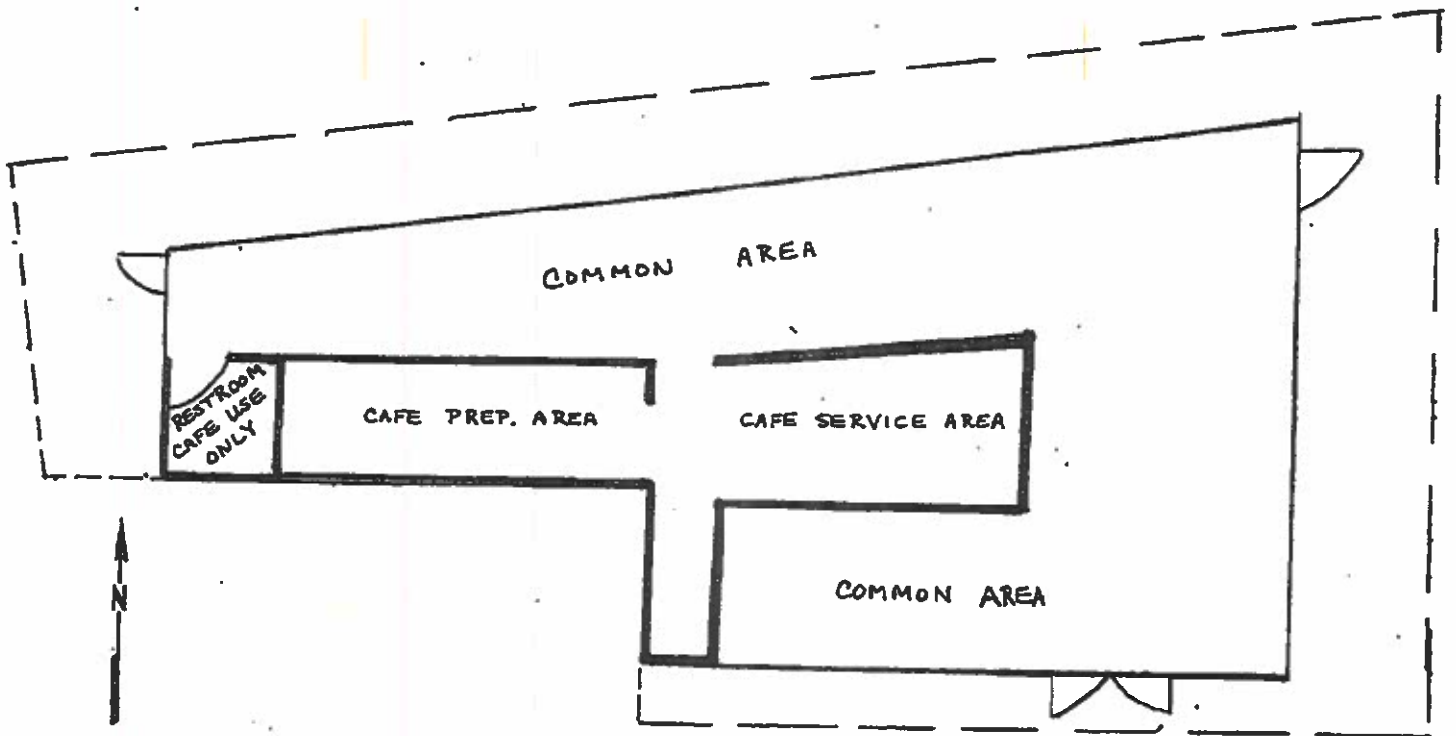 COMMON AREA
RESTROOM
CAFE USE
ONLY
CAFE PREP. AREA
CAFE SERVICE AREA
COMMON AREA
N